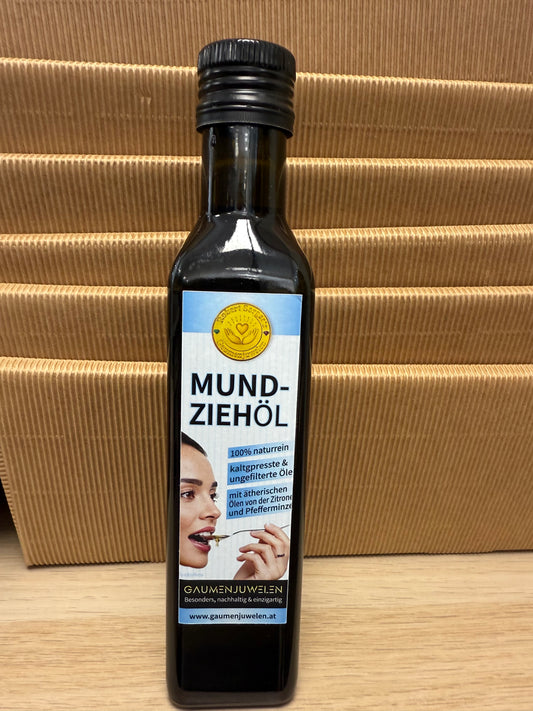 MUND-
ZIEHÖL
100% naturrein
kaltgpresste &
ungefilterte Öle
mit ätherischen
Ölen von der Zitrone
und Pfefferminze
GAUMENJUWELEN
Besonders, nachhaltig & einzigartig
www.gaumenjuwelen.at